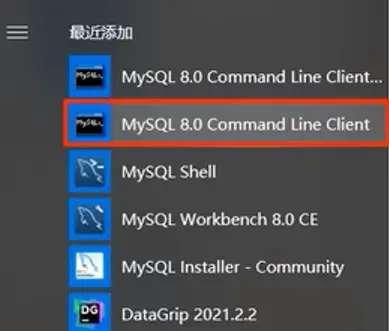 最近添加
MySQL 8.0 Command Line Client...
MySQL 8.0 Command Line Client
MySQL Shell
MySQL Workbench 8.0 CE
MySQL Installer - Community
DG
DataGrip 2021.2.2